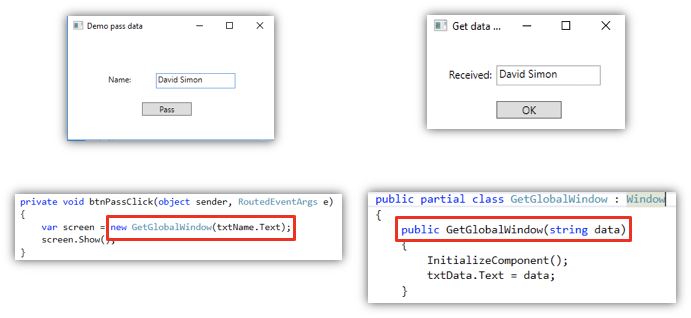 Demo pass data
Name: David Simon
Pass
Get data ...
Received: David Simon
OK
private void btnPassClick(object sender, RoutedEventArgs e)
{
var screen = new GetGlobalWindow(txtName.Text);
screen.Show();
}
public partial class GetGlobalWindow : Window
{
public GetGlobalWindow(string data)
{
InitializeComponent();
txtData.Text = data;
}